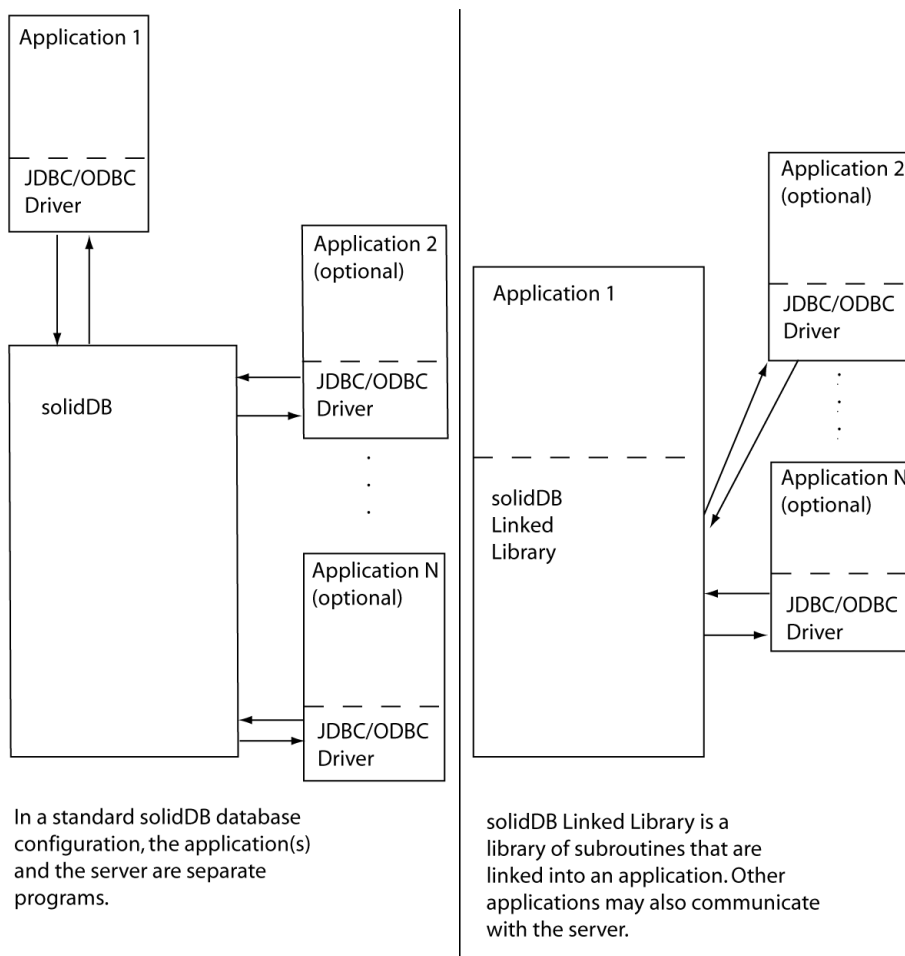 Application 1
JDBC/ODBC
Driver
solidDB
Application 2
(optional)
JDBC/ODBC
Driver
Application N
(optional)
JDBC/ODBC
Driver
In a standard solidDB database
configuration, the application(s)
and the server are separate
programs.
Application 1
solidDB
Linked
Library
Application 2
(optional)
JDBC/ODBC
Driver
Application N
(optional)
JDBC/ODBC
Driver
solidDB Linked Library is a
library of subroutines that are
linked into an application. Other
applications may also communicate
with the server.